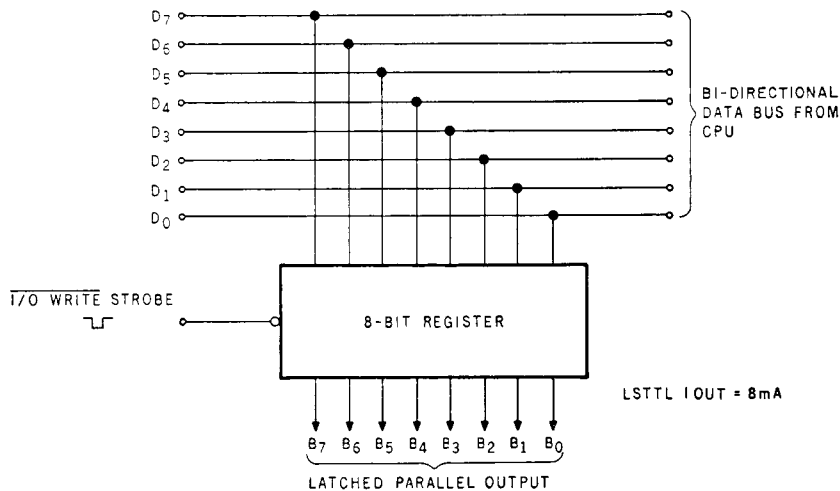 D7
D6
D5
D4
D3
D2
D1
D0
BI-DIRECTIONAL
DATA BUS FROM
CPU
I/O WRITE STROBE
8-BIT REGISTER
LSTTL IOUT = 8mA
B7 B6 B5 B4 B3 B2 B1 B0
LATCHED PARALLEL OUTPUT